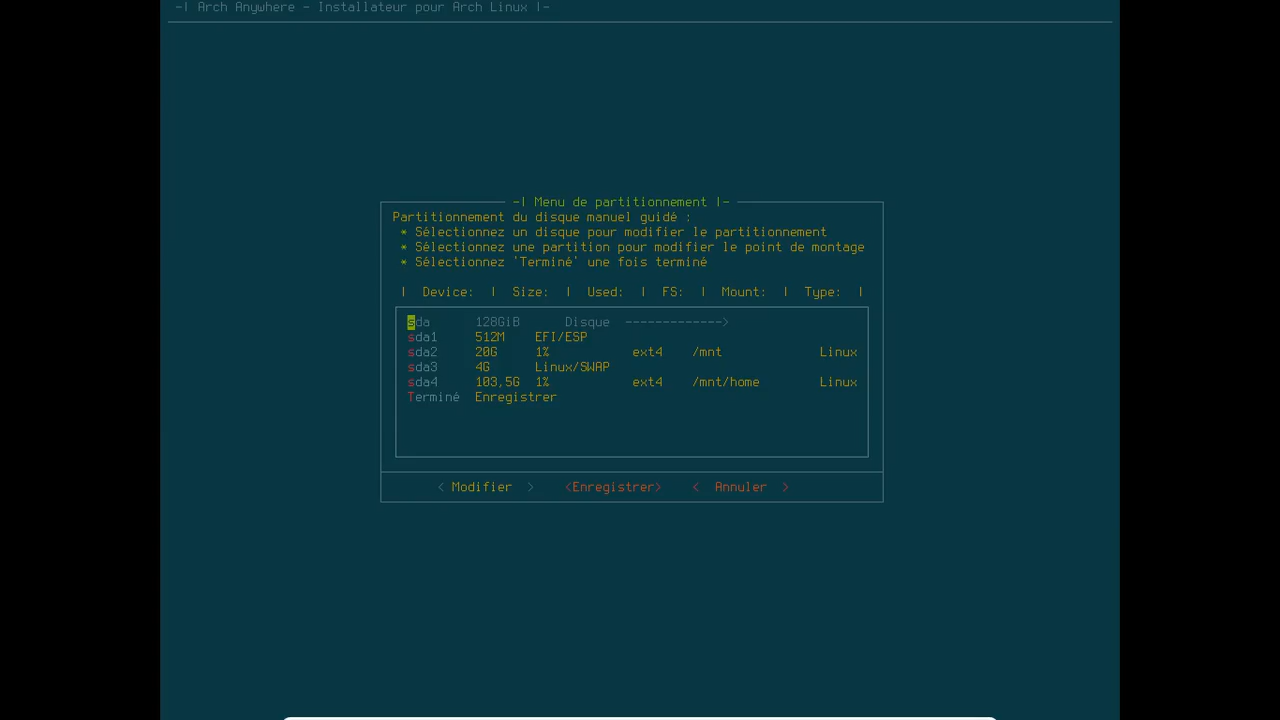 -| Arch Anywhere - Installateur pour Arch Linux |-
-| Menu de partitionnement |-
Partitionnement du disque manuel guidé :
* Sélectionnez un disque pour modifier le partitionnement
* Sélectionnez une partition pour modifier le point de montage
* Sélectionnez 'Terminé' une fois terminé
| Device: | Size: | Used: | FS: | Mount: | Type: |
sda 128GiB Disque ------------->
sda1 512M EFI/ESP
sda2 20G 1% ext4 /mnt Linux
sda3 4G Linux/SWAP
sda4 103,5G 1% ext4 /mnt/home Linux
Terminé Enregistrer
< Modifier > <Enregistrer> < Annuler >